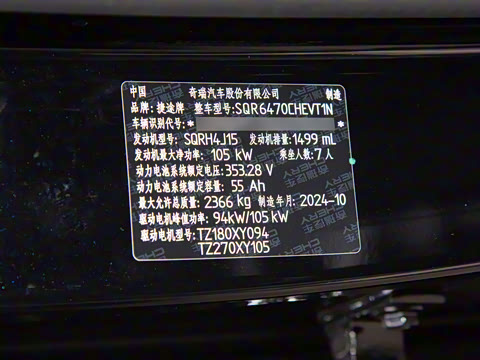 中国 奇瑞汽车股份有限公司 制造
品牌: 捷途牌 整车型号: SQR6470CHEVT1N
车辆识别代号: * *
发动机型号: SQRH4J15 发动机排量: 1499 mL
发动机最大净功率: 105 kW 乘坐人数: 7人
动力电池系统额定电压: 353.28 V
动力电池系统额定容量: 55 Ah
最大允许总质量: 2366 kg 制造年月: 2024-10
驱动电机峰值功率: 94kW/105 kW
驱动电机型号: TZ180XY094
TZ270XY105